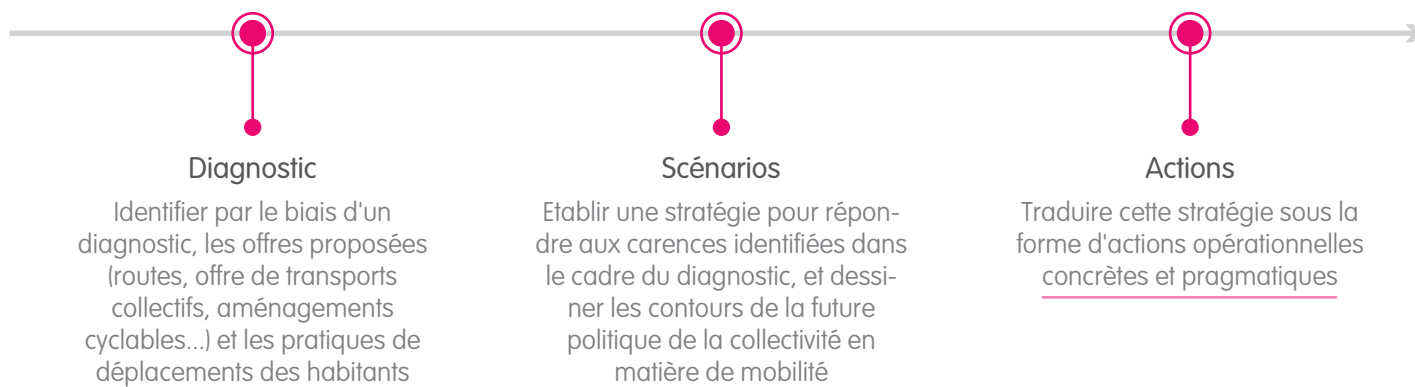 Diagnostic
Identifier par le biais d'un
diagnostic, les offres proposées
(routes, offre de transports
collectifs, aménagements
cyclables...) et les pratiques de
déplacements des habitants
Scénarios
Etablir une stratégie pour répon-
dre aux carences identifiées dans
le cadre du diagnostic, et dessi-
ner les contours de la future
politique de la collectivité en
matière de mobilité
Actions
Traduire cette stratégie sous la
forme d'actions opérationnelles
concrètes et pragmatiques